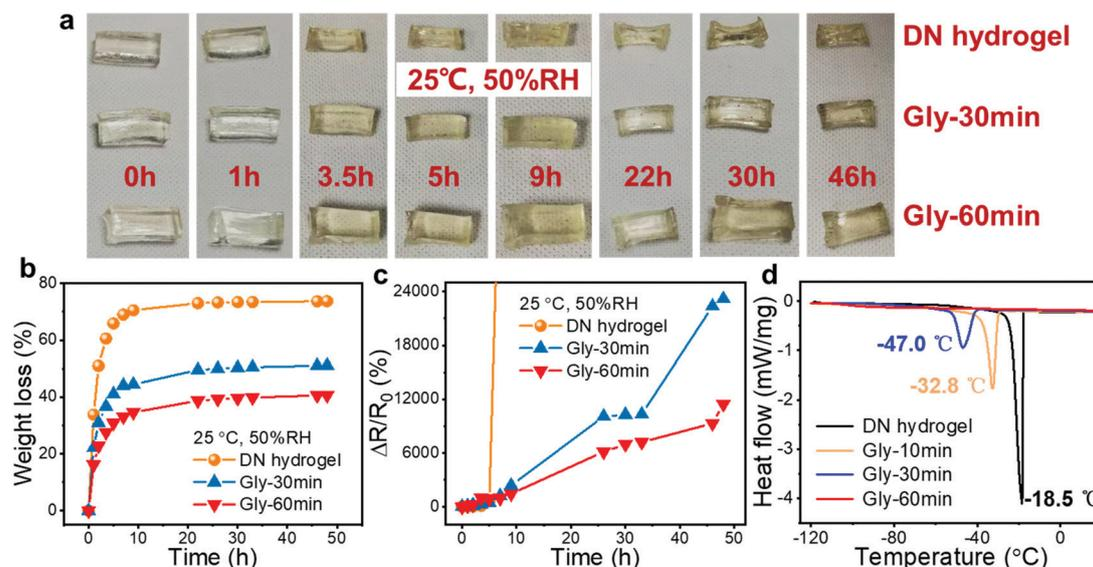 a
DN hydrogel
25℃, 50%RH
Gly-30min
0h 1h 3.5h 5h 9h 22h 30h 46h
Gly-60min
b
Weight loss (%)
80
60
40
20
0
25 °C, 50%RH
DN hydrogel
Gly-30min
Gly-60min
0 10 20 30 40 50
Time (h)
c
ΔR/R0 (%)
24000
18000
12000
6000
0
25 °C, 50%RH
DN hydrogel
Gly-30min
Gly-60min
0 10 20 30 40 50
Time (h)
d
Heat flow (mW/mg)
0
-1
-2
-3
-4
-47.0 ℃
-32.8 ℃
-18.5 ℃
DN hydrogel
Gly-10min
Gly-30min
Gly-60min
-120 -80 -40 0
Temperature (°C)